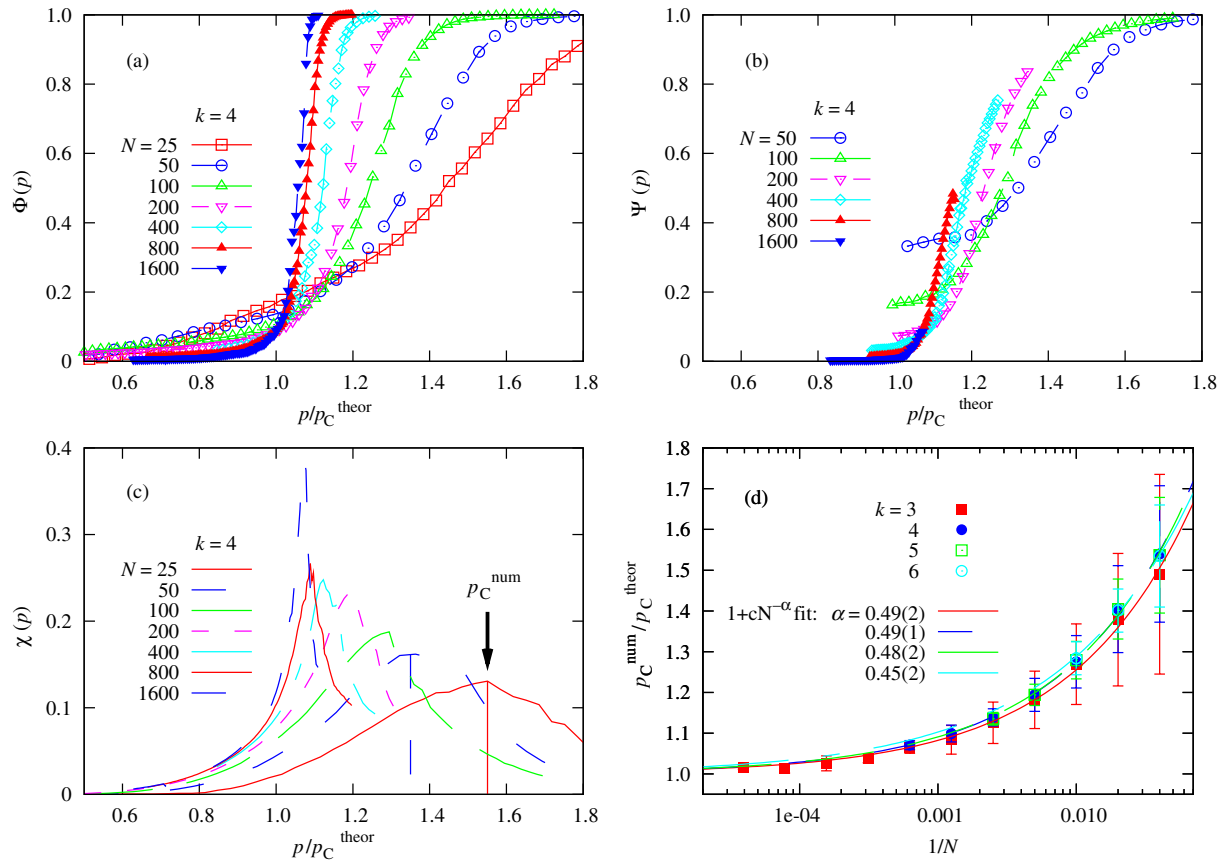 (a)
Φ(p)
1.0
0.8
0.6
0.4
0.2
0
k = 4
N = 25
50
100
200
400
800
1600
0.6 0.8 1.0 1.2 1.4 1.6 1.8
p/pC theor
(b)
Ψ(p)
1.0
0.8
0.6
0.4
0.2
0
k = 4
N = 50
100
200
400
800
1600
0.6 0.8 1.0 1.2 1.4 1.6 1.8
p/pC theor
(c)
χ(p)
0.4
0.3
0.2
0.1
0
k = 4
N = 25
50
100
200
800
400
800
1600
pC num
0.6 0.8 1.0 1.2 1.4 1.6 1.8
p/pC theor
(d)
pC num / pC theor
1.8
1.7
1.6
1.5
1.4
1.3
1.2
1.1
1.0
k = 3
4
5
6
1+cN−α fit: α = 0.49(2)
0.49(1)
0.48(2)
0.45(2)
1e-04 0.001 0.010
1/N